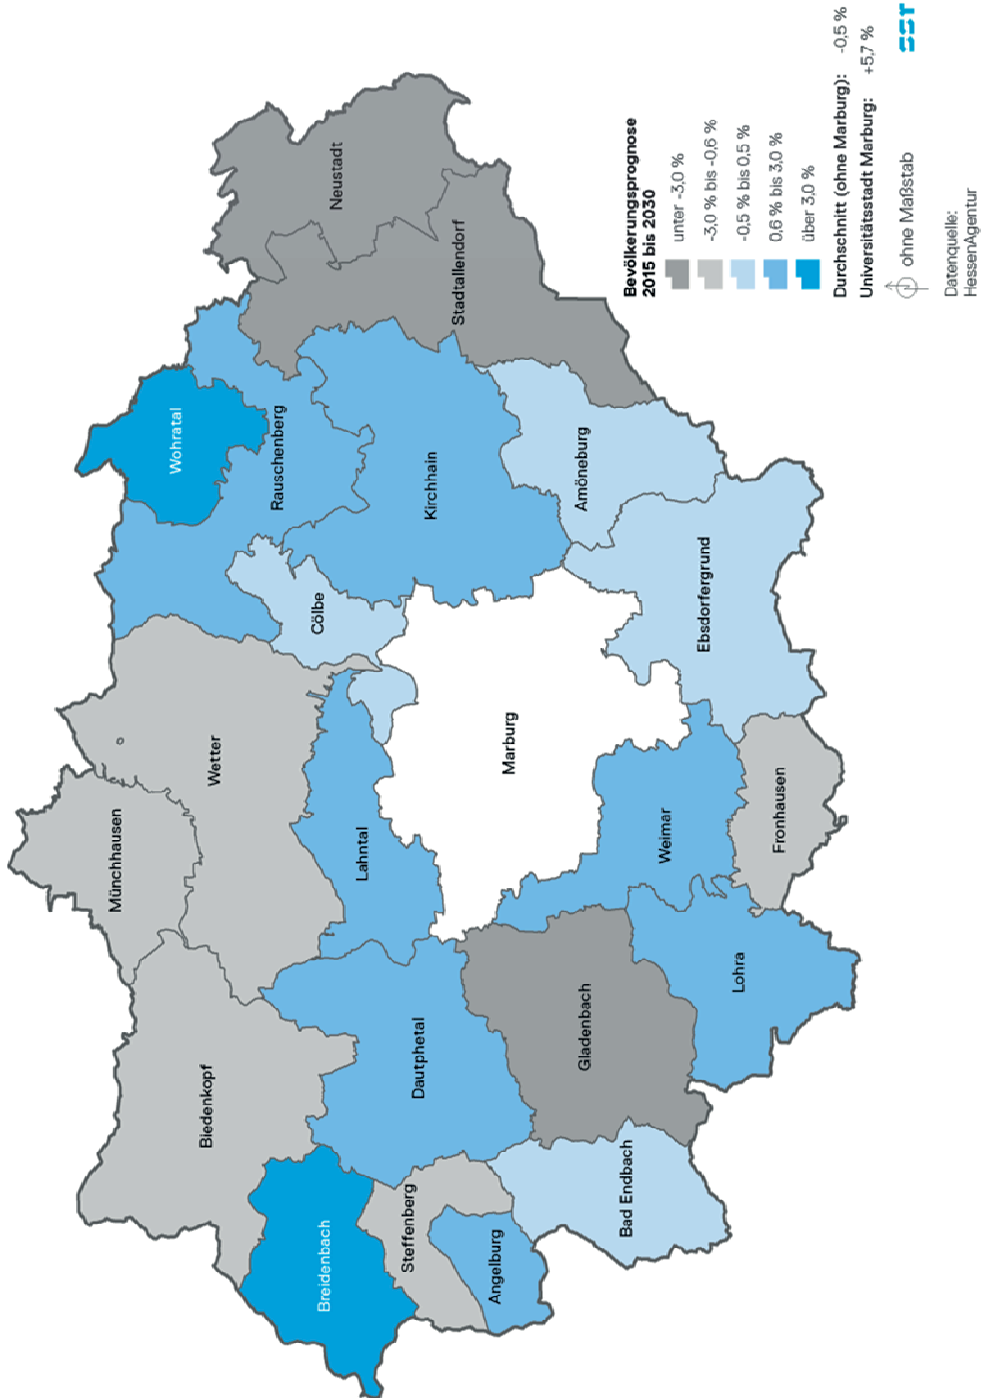 Neustadt
Stadtallendorf
Wohratal
Rauschenberg
Kirchhain
Amöneburg
Cölbe
Ebsdorfergrund
Wetter
Münchhausen
Lahntal
Marburg
Weimar
Fronhausen
Biedenkopf
Dautphetal
Gladenbach
Lohra
Breidenbach
Steffenberg
Angelburg
Bad Endbach
Bevölkerungsprognose
2015 bis 2030
unter -3,0 %
-3,0 % bis -0,6 %
-0,5 % bis 0,5 %
0,6 % bis 3,0 %
über 3,0 %
Durchschnitt (ohne Marburg): -0,5 %
Universitätsstadt Marburg: +5,7 %
ohne Maßstab
Datenquelle:
HessenAgentur